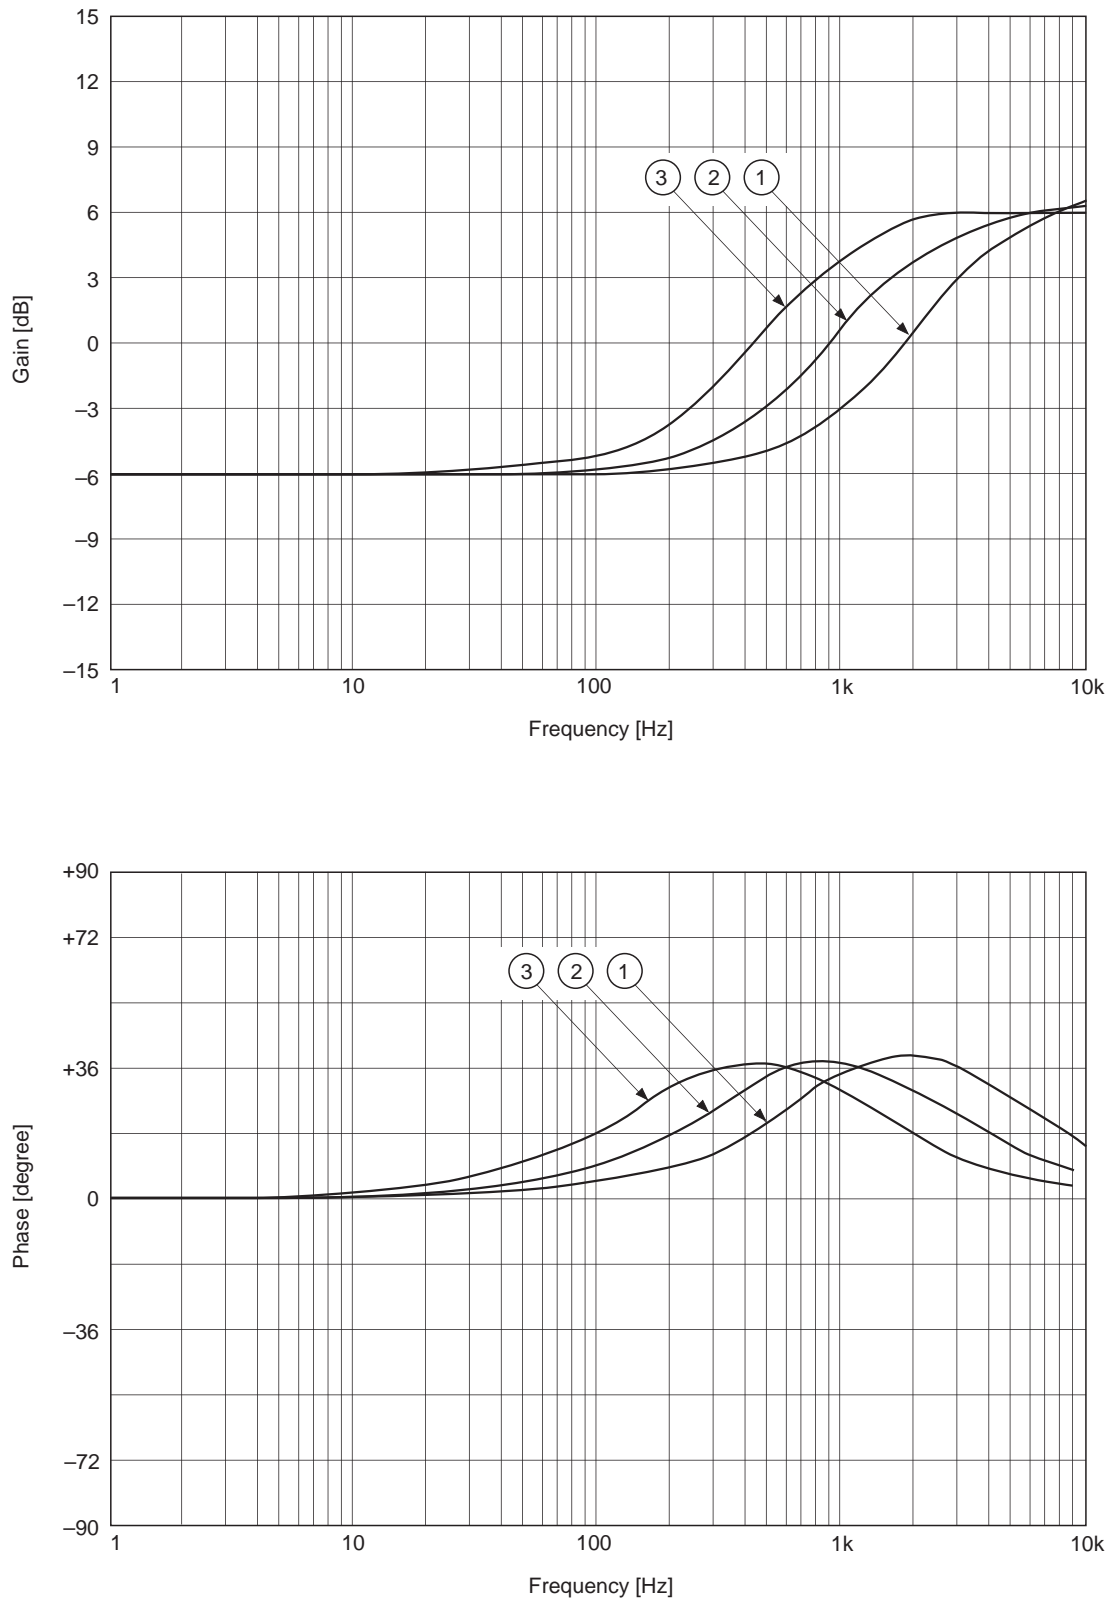 15
12
9
3 2 1
6
3
0
–3
–6
–9
–12
–15
Gain [dB]
1 10 100 1k 10k
Frequency [Hz]
+90
+72
3 2 1
+36
0
–36
–72
–90
Phase [degree]
1 10 100 1k 10k
Frequency [Hz]